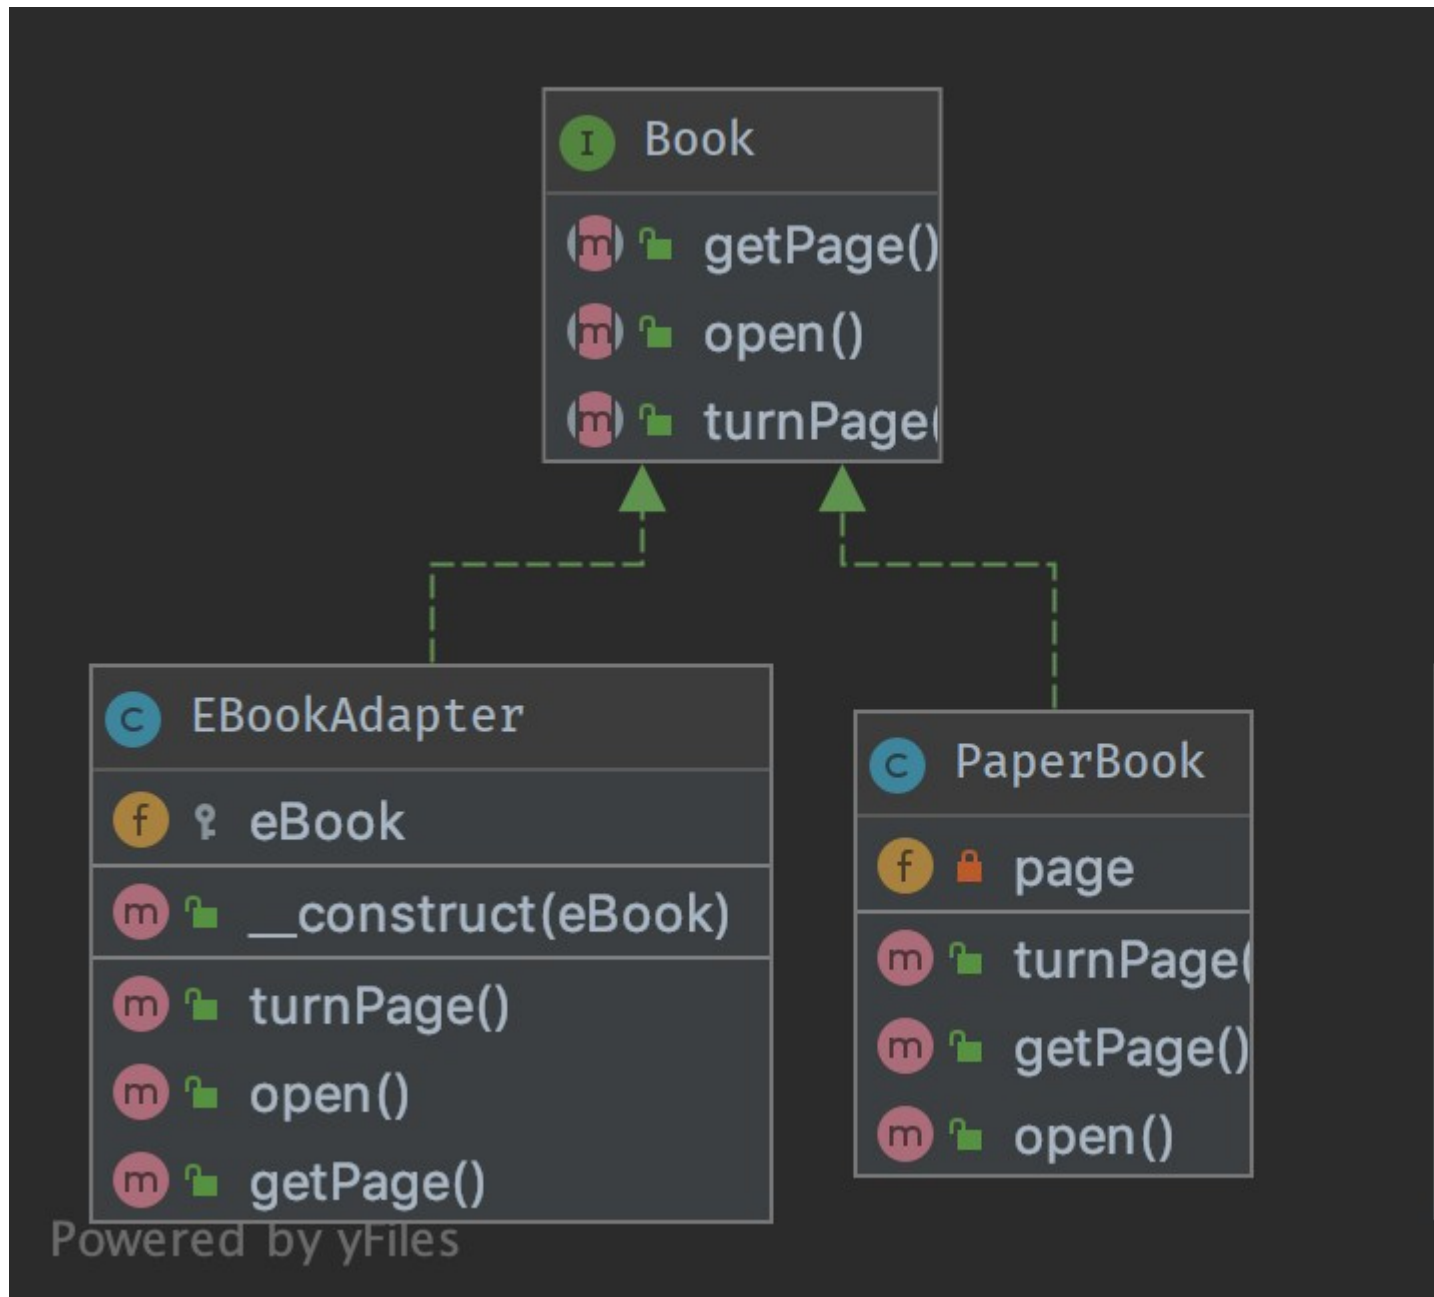 I Book
m getPage()
m open()
m turnPage(
C EBookAdapter
f eBook
m __construct(eBook)
m turnPage()
m open()
m getPage()
C PaperBook
f page
m turnPage(
m getPage()
m open()
Powered by yFiles